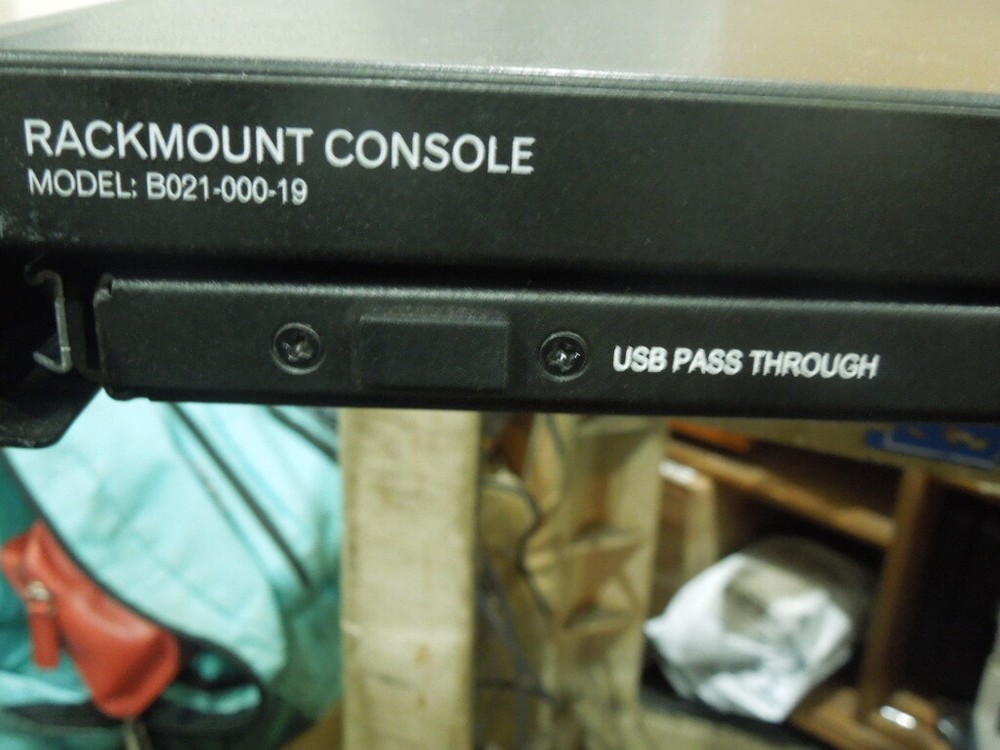 RACKMOUNT CONSOLE
MODEL: B021-000-19
USB PASS THROUGH